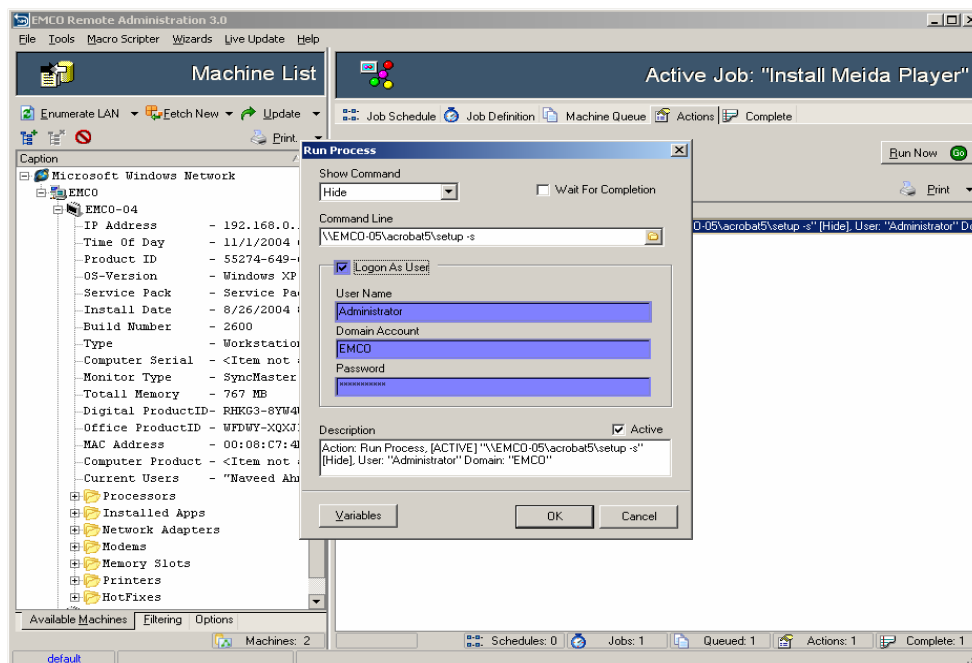 EMCO Remote Administration 3.0
File Tools Macro Scripter Wizards Live Update Help
Machine List
Active Job: "Install Meida Player"
Enumerate LAN Fetch New Update
Job Schedule Job Definition Machine Queue Actions Complete
Print
Run Now Go
Print
Caption
Microsoft Windows Network
EMCO
EMCO-04
IP Address - 192.168.0.
Time Of Day - 11/1/2004
Product ID - 55274-649-
OS-Version - Windows XP
Service Pack - Service Pa
Install Date - 8/26/2004
Build Number - 2600
Type - Workstation
Computer Serial - <Item not
Monitor Type - SyncMaster
Totall Memory - 767 MB
Digital ProductID- RHKG3-8YW4
Office ProductID - WFDWY-XQXJ
MAC Address - 00:08:C7:4
Computer Product - <Item not
Current Users - "Naveed Ah
Processors
Installed Apps
Network Adapters
Modems
Memory Slots
Printers
HotFixes
Available Machines Filtering Options
Machines: 2
default
Run Process
Show Command
Hide
Wait For Completion
Command Line
\\EMCO-05\acrobat5\setup -s
Logon As User
User Name
Administrator
Domain Account
EMCO
Password
***********
Description
Active
Action: Run Process, [ACTIVE] "\\EMCO-05\acrobat5\setup -s"
[Hide], User: "Administrator" Domain: "EMCO"
Variables OK Cancel
0-05\acrobat5\setup -s" [Hide], User: "Administrator" Do
Schedules: 0 Jobs: 1 Queued: 1 Actions: 1 Complete: 1